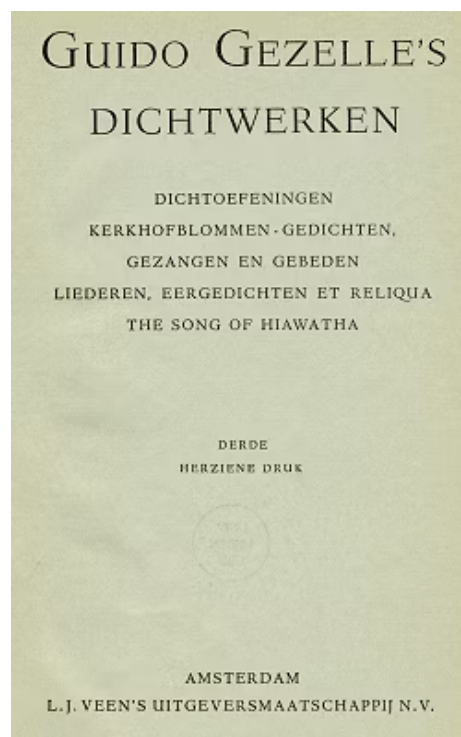 GUIDO GEZELLE'S
DICHTWERKEN
DICHTOEFENINGEN
KERKHOFBLOMMEN-GEDICHTEN,
GEZANGEN EN GEBEDEN
LIEDEREN, EERGEDICHTEN ET RELIQUA
THE SONG OF HIAWATHA
DERDE
HERZIENE DRUK
AMSTERDAM
L.J. VEEN'S UITGEVERSMAATSCHAPPIJ N.V.